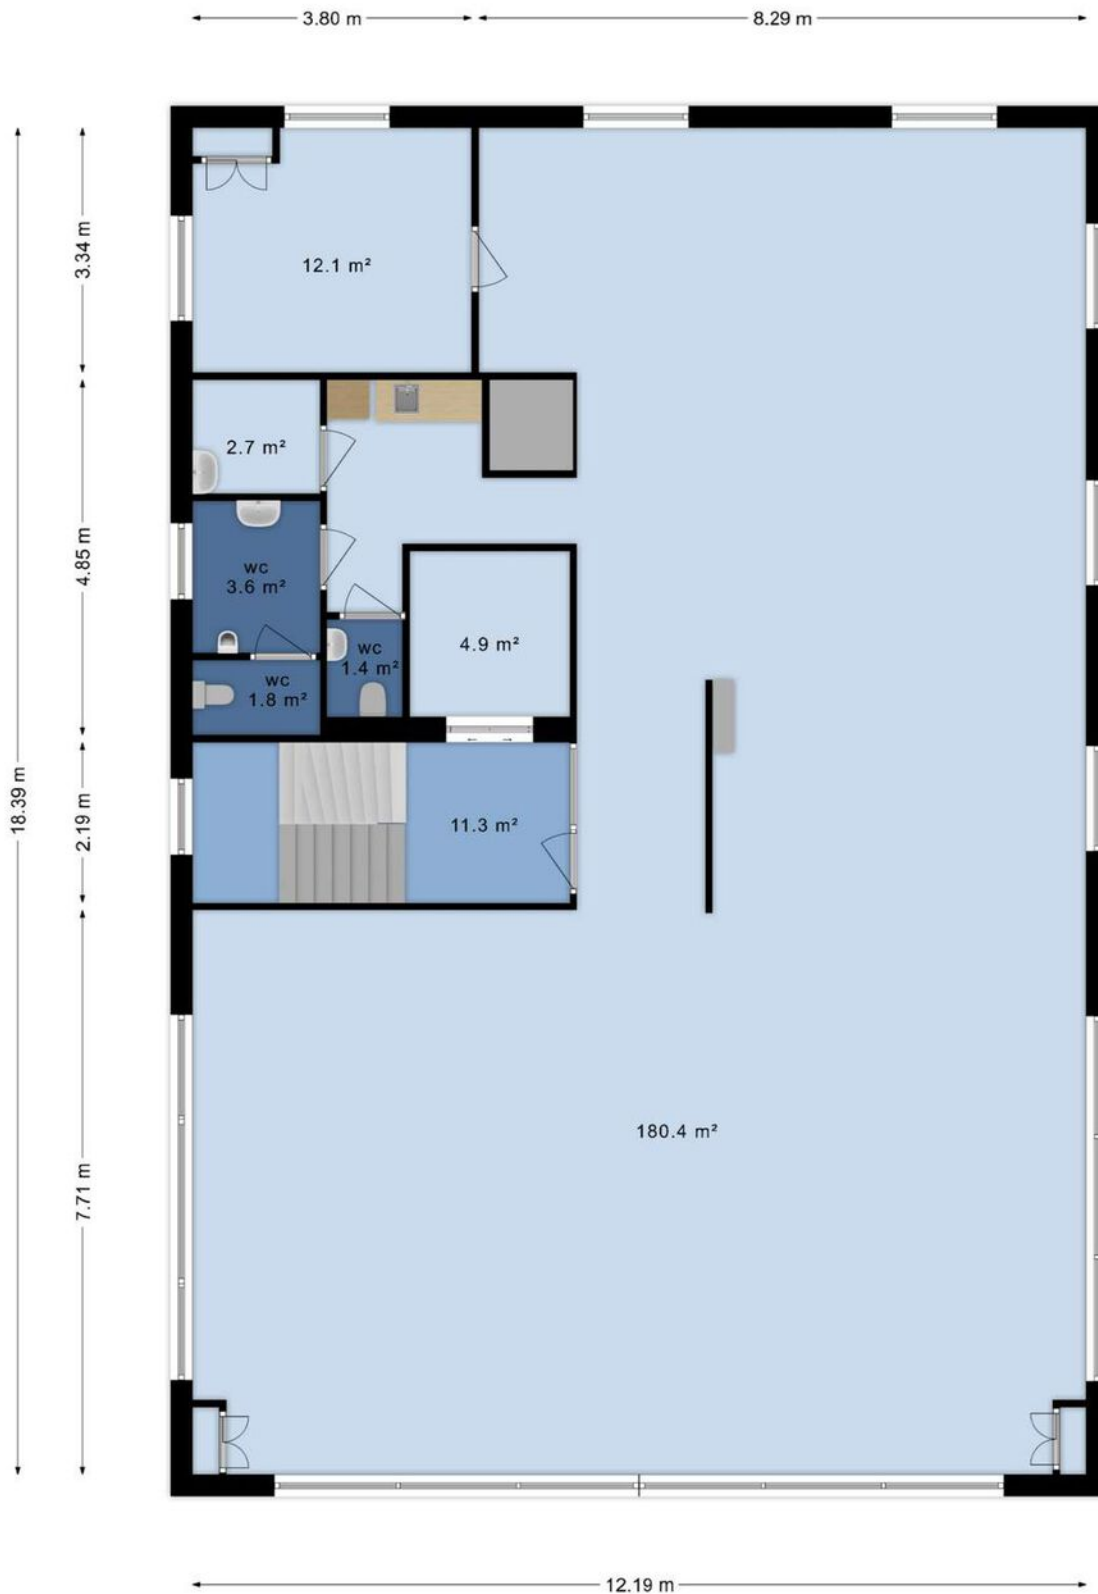 3.80 m
8.29 m
3.34 m
12.1 m²
2.7 m²
4.85 m
wc
3.6 m²
wc
1.4 m²
4.9 m²
wc
1.8 m²
18.39 m
2.19 m
11.3 m²
7.71 m
180.4 m²
12.19 m